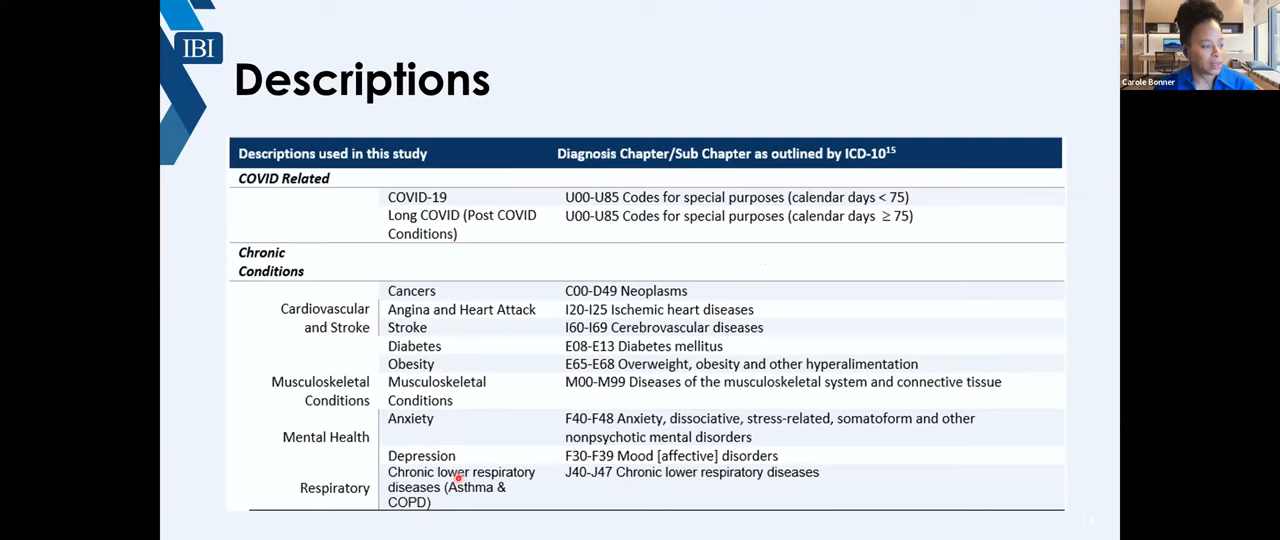 IBI
Carole Bonner
Descriptions
Descriptions used in this study Diagnosis Chapter/Sub Chapter as outlined by ICD-10¹⁵
COVID Related
COVID-19 U00-U85 Codes for special purposes (calendar days < 75)
Long COVID (Post COVID U00-U85 Codes for special purposes (calendar days ≥ 75)
Conditions)
Chronic
Conditions
Cancers C00-D49 Neoplasms
Cardiovascular Angina and Heart Attack I20-I25 Ischemic heart diseases
and Stroke Stroke I60-I69 Cerebrovascular diseases
Diabetes E08-E13 Diabetes mellitus
Obesity E65-E68 Overweight, obesity and other hyperalimentation
Musculoskeletal Musculoskeletal M00-M99 Diseases of the musculoskeletal system and connective tissue
Conditions Conditions
Anxiety F40-F48 Anxiety, dissociative, stress-related, somatoform and other
Mental Health nonpsychotic mental disorders
Depression F30-F39 Mood [affective] disorders
Chronic lower respiratory J40-J47 Chronic lower respiratory diseases
Respiratory diseases (Asthma &
COPD)